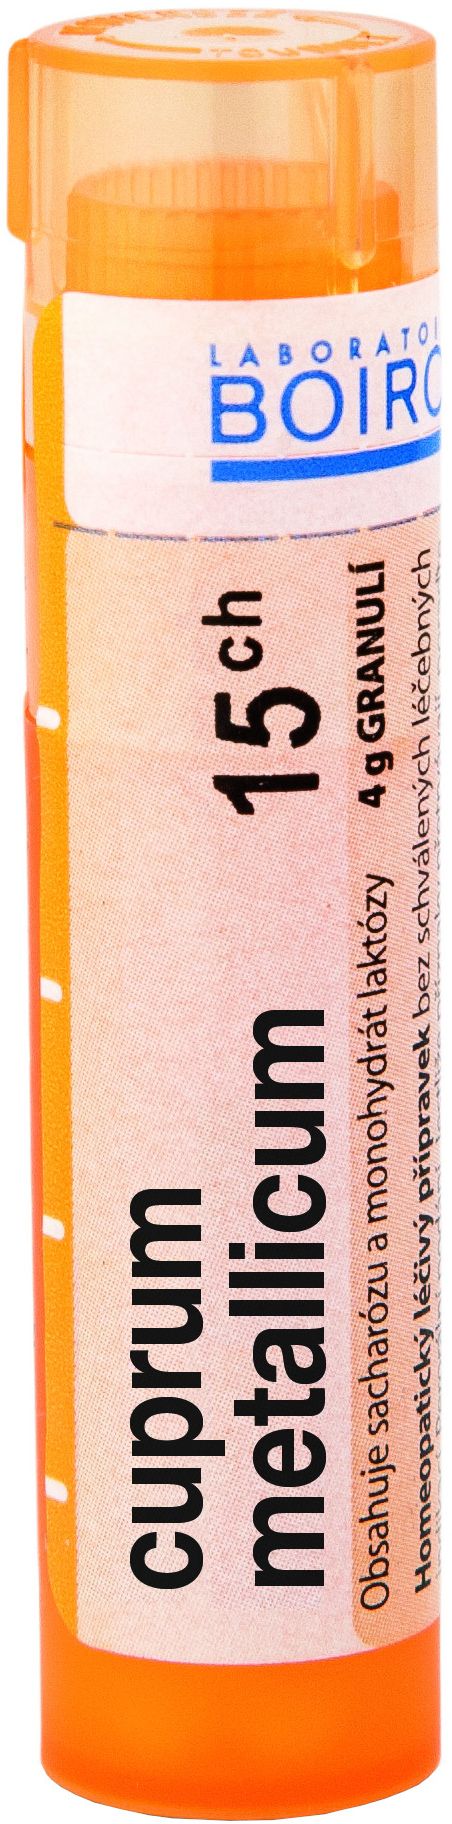 LABORATOI
BOIRO
cuprum
metallicum 15 ch
Obsahuje sacharózu a monohydrát laktózy 4 g GRANULÍ
Homeopatický léčivý přípravek bez schválených léčebných